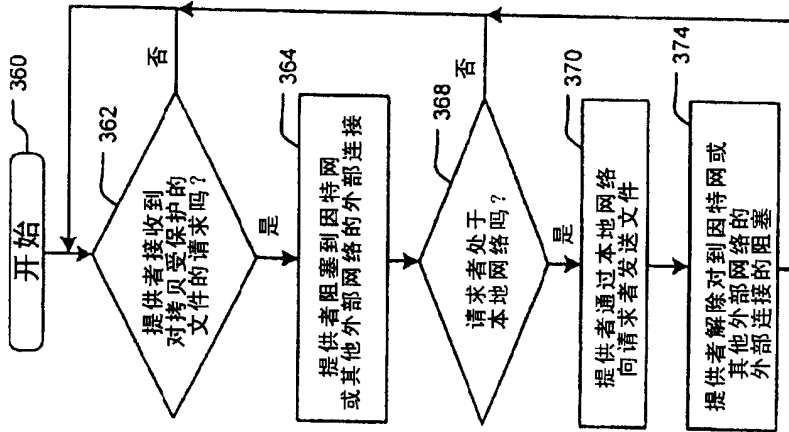 开始
360
提供者接收到
对拷贝受保护的
文件的请求吗？
362
否
是
提供者阻塞到因特网
或其他外部网络的外部连接
364
请求者处于
本地网络吗？
368
否
是
提供者通过本地网络
向请求者发送文件
370
提供者解除对到因特网或
其他外部网络的
外部连接的阻塞
374